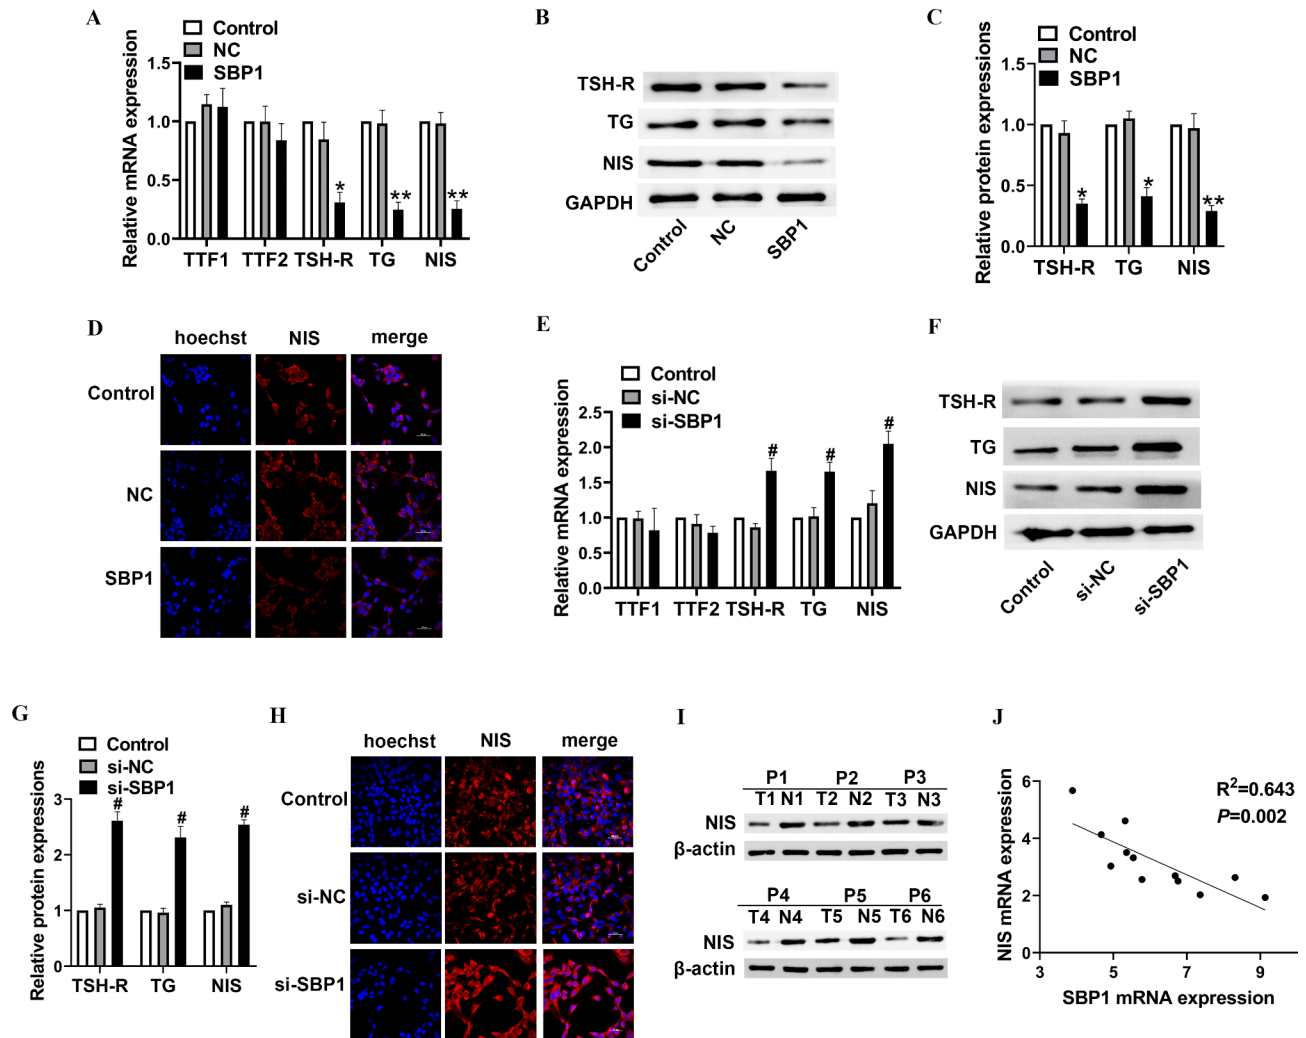 A
Control
NC
SBP1
Relative mRNA expression
1.5
1.0
0.5
0.0
*
**
**
TTF1 TTF2 TSH-R TG NIS
B
TSH-R
TG
NIS
GAPDH
Control NC SBP1
C
Control
NC
SBP1
Relative protein expressions
1.5
1.0
0.5
0.0
*
*
**
TSH-R TG NIS
D
hoechst NIS merge
Control
NC
SBP1
E
Control
si-NC
si-SBP1
Relative mRNA expression
2.5
2.0
1.5
1.0
0.5
0.0
# # #
TTF1 TTF2 TSH-R TG NIS
F
TSH-R
TG
NIS
GAPDH
Control si-NC si-SBP1
G
Control
si-NC
si-SBP1
Relative protein expressions
3
2
1
0
# # #
TSH-R TG NIS
H
hoechst NIS merge
Control
si-NC
si-SBP1
I
P1 P2 P3
T1 N1 T2 N2 T3 N3
NIS
β-actin
P4 P5 P6
T4 N4 T5 N5 T6 N6
NIS
β-actin
J
R²=0.643
P=0.002
NIS mRNA expression
6
4
2
0
3 5 7 9
SBP1 mRNA expression